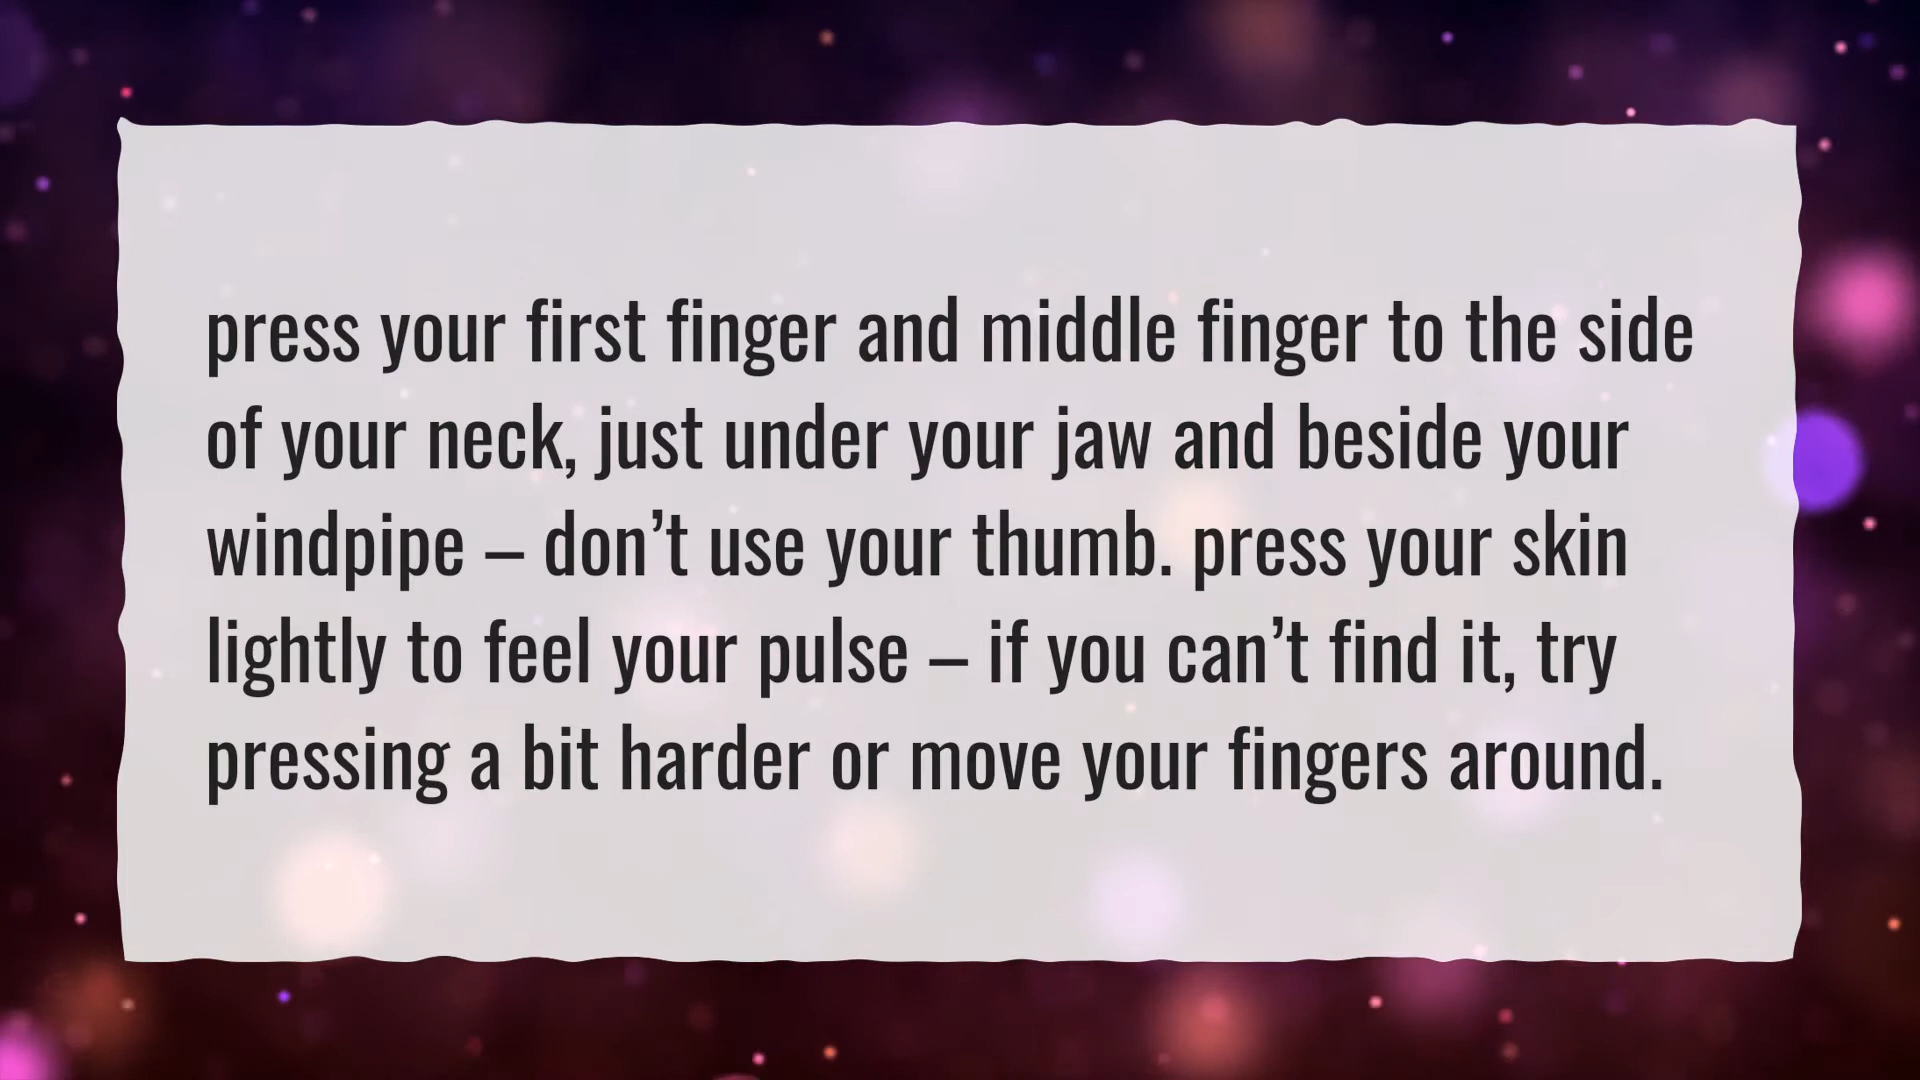 press your first finger and middle finger to the side
of your neck, just under your jaw and beside your
windpipe – don’t use your thumb. press your skin
lightly to feel your pulse – if you can’t find it, try
pressing a bit harder or move your fingers around.